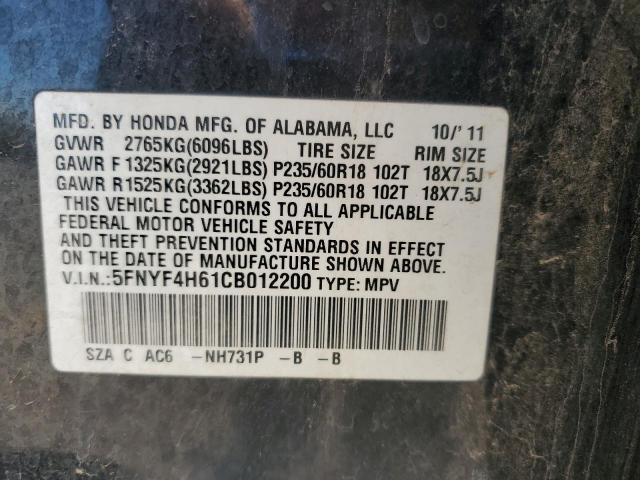 MFD. BY HONDA MFG. OF ALABAMA, LLC 10/'11
GVWR 2765KG(6096LBS) TIRE SIZE RIM SIZE
GAWR F 1325KG(2921LBS) P235/60R18 102T 18X7.5J
GAWR R1525KG(3362LBS) P235/60R18 102T 18X7.5J
THIS VEHICLE CONFORMS TO ALL APPLICABLE
FEDERAL MOTOR VEHICLE SAFETY
AND THEFT PREVENTION STANDARDS IN EFFECT
ON THE DATE OF MANUFACTURE SHOWN ABOVE.
V.I.N.:5FNYF4H61CB012200 TYPE: MPV
SZA C AC6 -NH731P -B -B